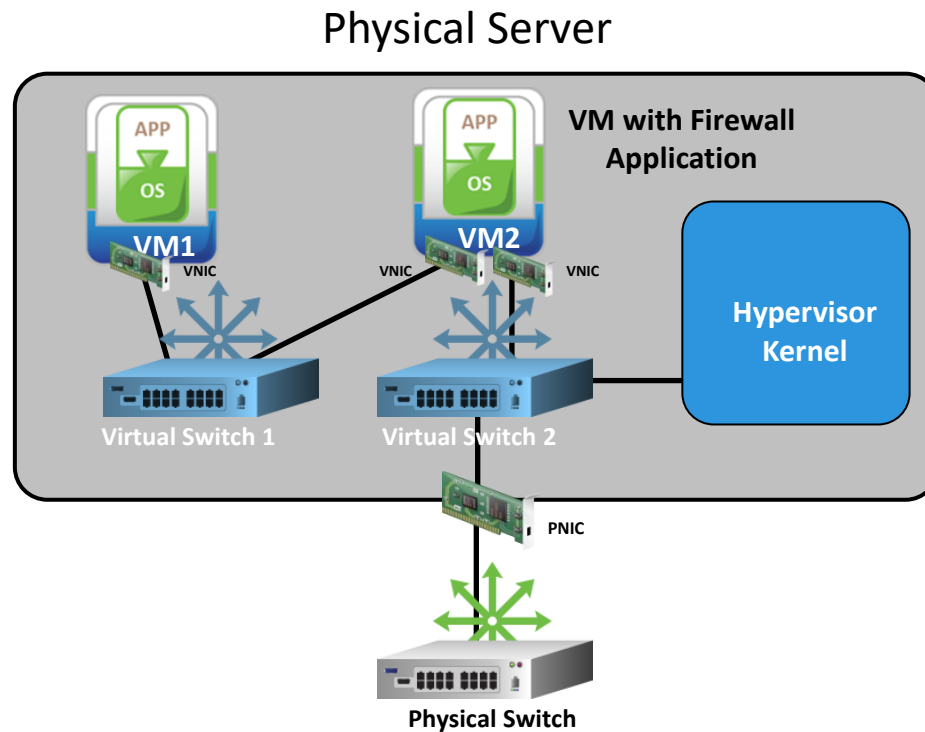 Physical Server
APP
OS
VM1
VNIC
APP
OS
VM2
VNIC
VNIC
VM with Firewall
Application
Hypervisor
Kernel
Virtual Switch 1
Virtual Switch 2
PNIC
Physical Switch